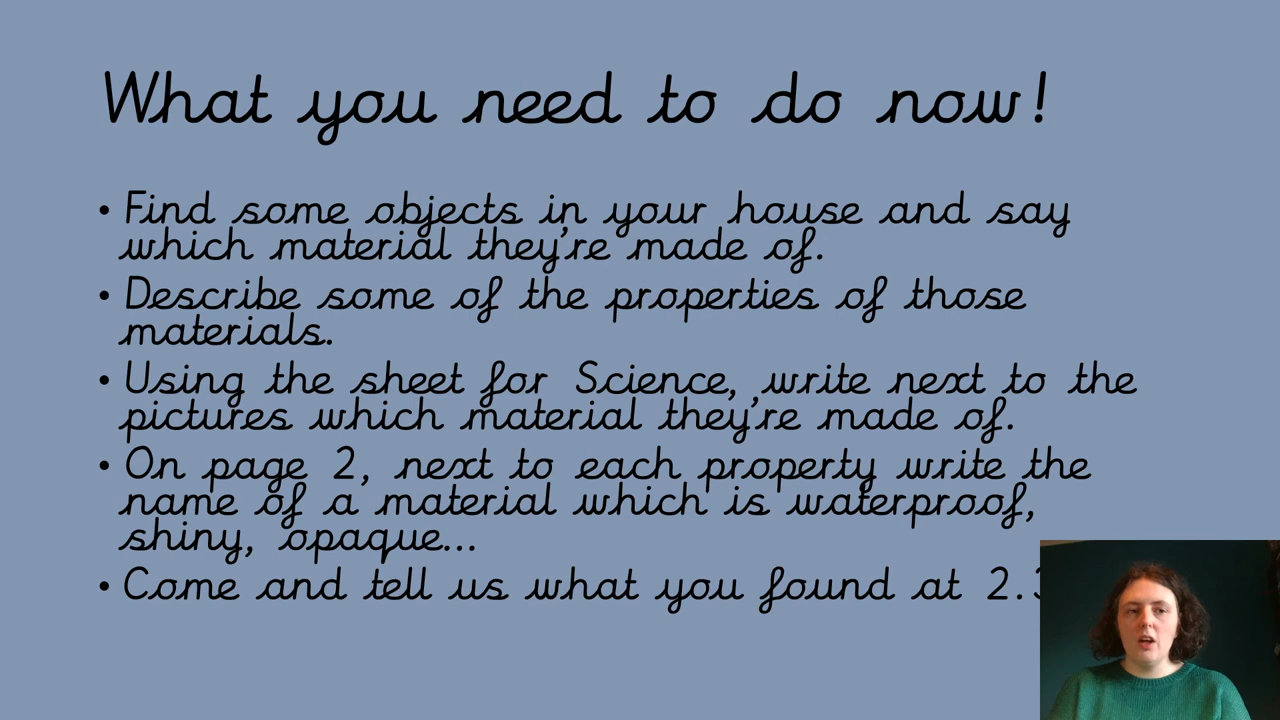 What you need to do now!
• Find some objects in your house and say
which material they're made of.
• Describe some of the properties of those
materials.
• Using the sheet for Science, write next to the
pictures which material they're made of.
• On page 2, next to each property write the
name of a material which is waterproof,
shiny, opaque...
• Come and tell us what you found at